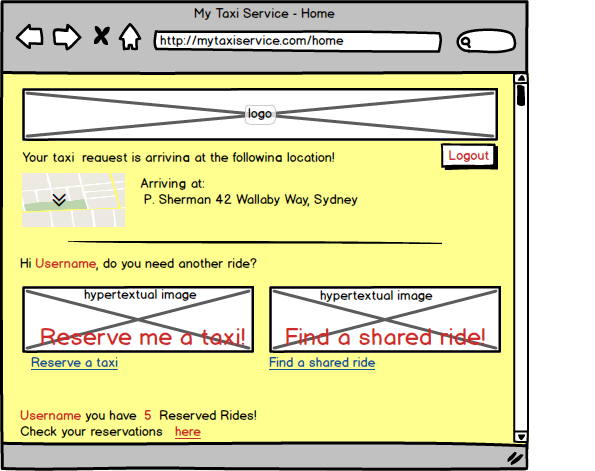 My Taxi Service - Home
http://mytaxiservice.com/home
logo
Your taxi request is arriving at the following location!
Logout
Arriving at:
P. Sherman 42 Wallaby Way, Sydney
Hi Username, do you need another ride?
hypertextual image
Reserve me a taxi!
Reserve a taxi
hypertextual image
Find a shared ride!
Find a shared ride
Username you have 5 Reserved Rides!
Check your reservations here